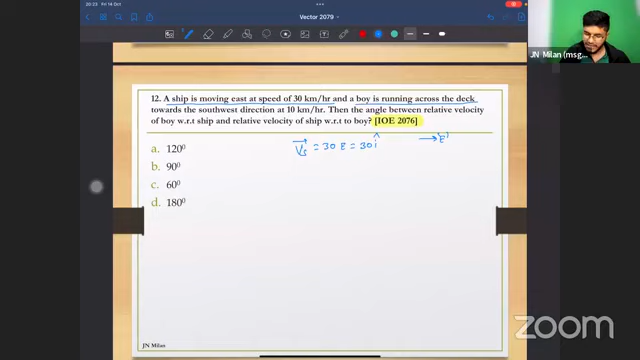 20:23 Fri 14 Oct
Vector 2079
JN Milan (msg...
12. A ship is moving east at speed of 30 km/hr and a boy is running across the deck
towards the southwest direction at 10 km/hr. Then the angle between relative velocity
of boy w.r.t ship and relative velocity of ship w.r.t to boy? [IOE 2076]
Vs = 30 E = 30 i
E
a. 120⁰
b. 90⁰
c. 60⁰
d. 180⁰
JN Milan
zoom